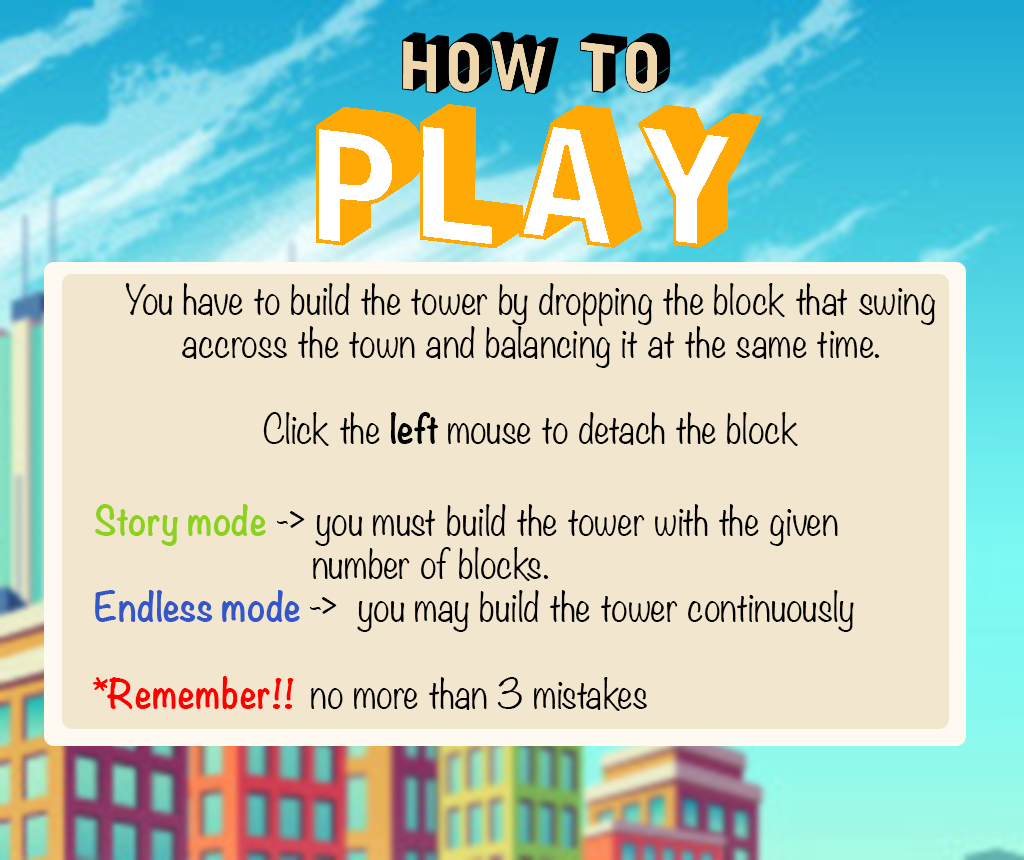 HOW TO
PLAY
You have to build the tower by dropping the block that swing
accross the town and balancing it at the same time.
Click the left mouse to detach the block
Story mode ~> you must build the tower with the given
number of blocks.
Endless mode ~> you may build the tower continuously
*Remember!! no more than 3 mistakes